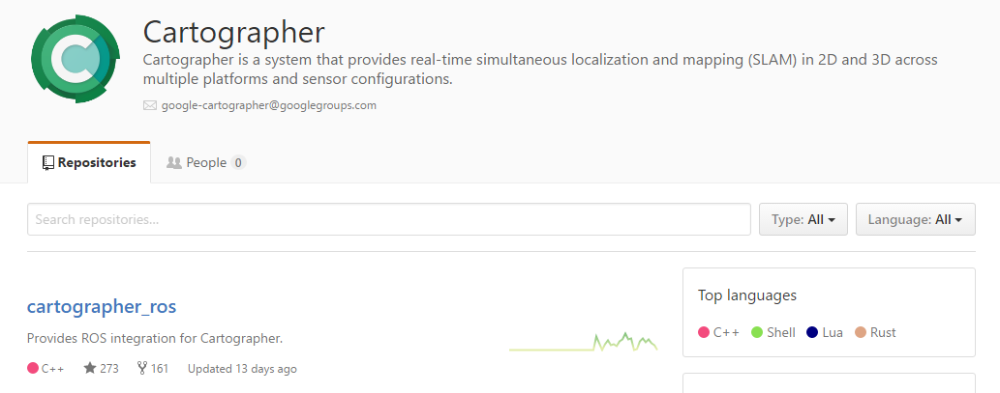 Cartographer
Cartographer is a system that provides real-time simultaneous localization and mapping (SLAM) in 2D and 3D across
multiple platforms and sensor configurations.
google-cartographer@googlegroups.com
Repositories People 0
Search repositories... Type: All Language: All
cartographer_ros
Provides ROS integration for Cartographer.
C++ 273 161 Updated 13 days ago
Top languages
C++ Shell Lua Rust